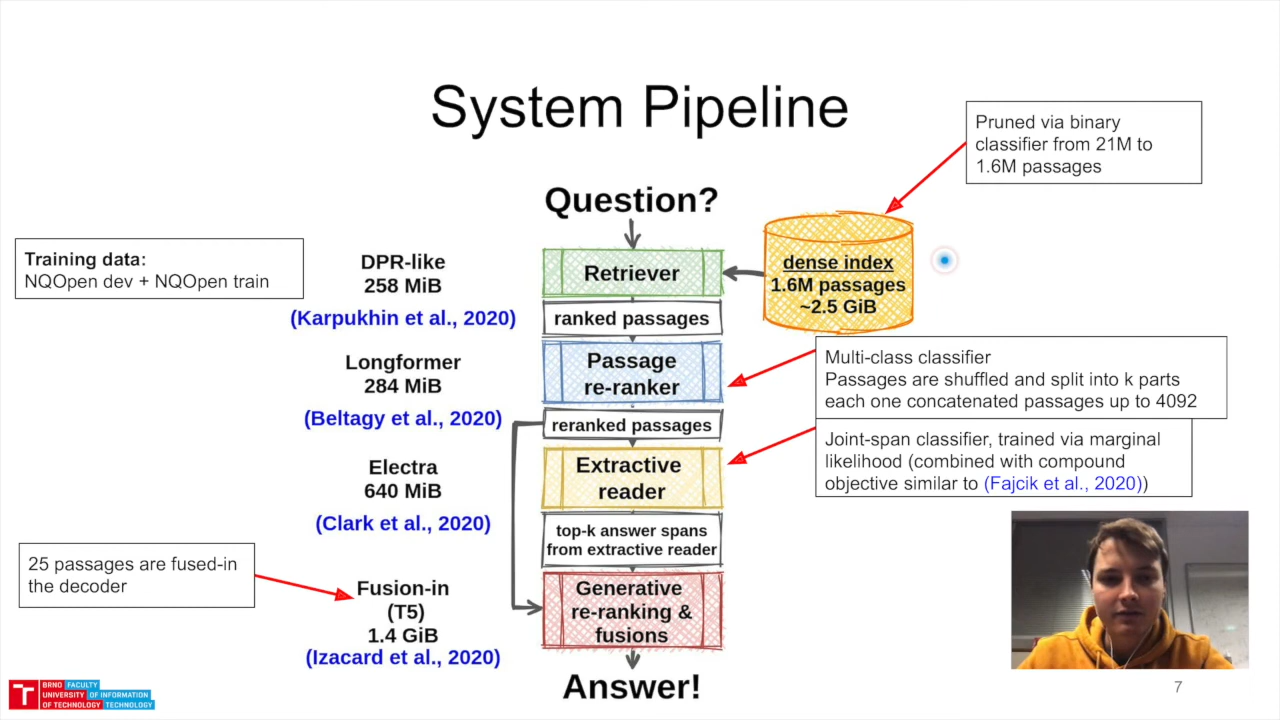 System Pipeline
Pruned via binary
classifier from 21M to
1.6M passages
Question?
Training data:
NQOpen dev + NQOpen train
DPR-like
258 MiB
(Karpukhin et al., 2020)
Retriever
dense index
1.6M passages
~2.5 GiB
ranked passages
Longformer
284 MiB
(Beltagy et al., 2020)
Passage
re-ranker
Multi-class classifier
Passages are shuffled and split into k parts
each one concatenated passages up to 4092
reranked passages
Joint-span classifier, trained via marginal
likelihood (combined with compound
objective similar to (Fajcik et al., 2020))
Electra
640 MiB
(Clark et al., 2020)
Extractive
reader
top-k answer spans
from extractive reader
25 passages are fused-in
the decoder
Fusion-in
(T5)
1.4 GiB
(Izacard et al., 2020)
Generative
re-ranking &
fusions
Answer!
T
BRNO FACULTY
UNIVERSITY OF INFORMATION
OF TECHNOLOGY TECHNOLOGY
7